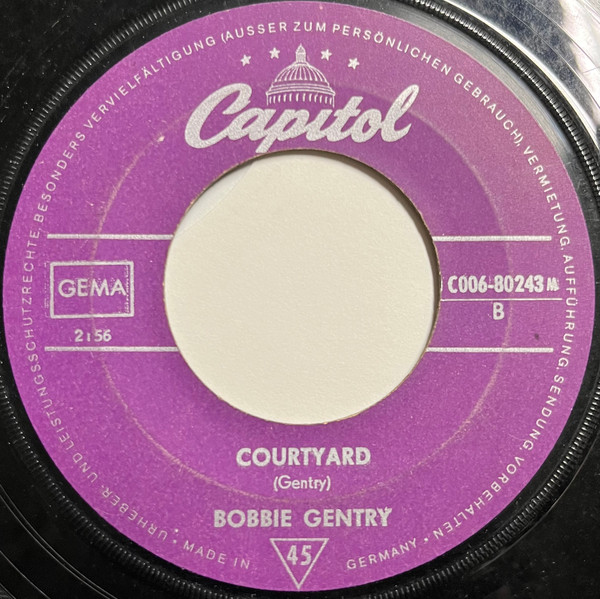 URHEBER- UND LEISTUNGSSCHUTZRECHTE, BESONDERS VERVIELFÄLTIGUNG (AUSSER ZUM PERSÖNLICHEN GEBRAUCH), VERMIETUNG, AUFFÜHRUNG, SENDUNG VORBEHALTEN •
Capitol
GEMA
2:56
C006-80243 M
B
COURTYARD
(Gentry)
BOBBIE GENTRY
• MADE IN GERMANY •
45